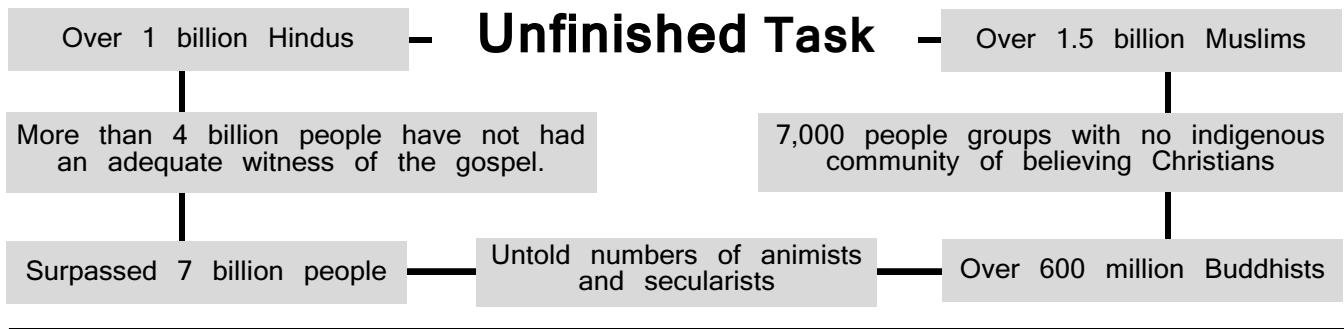 Unfinished Task
Over 1 billion Hindus
Over 1.5 billion Muslims
More than 4 billion people have not had
an adequate witness of the gospel.
7,000 people groups with no indigenous
community of believing Christians
Surpassed 7 billion people
Untold numbers of animists
and secularists
Over 600 million Buddhists